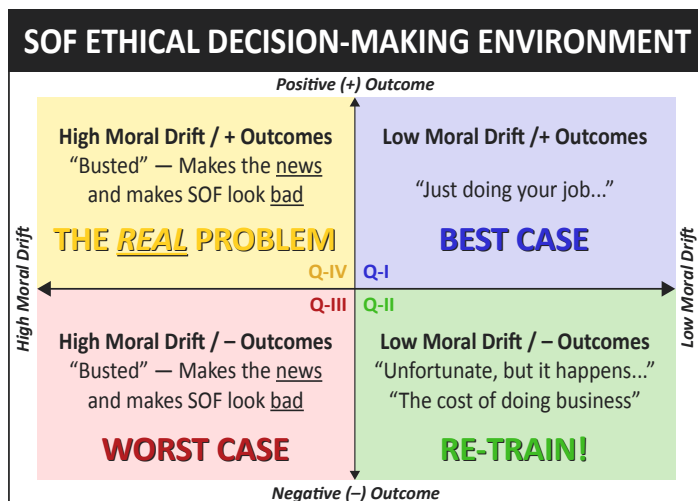 SOF ETHICAL DECISION-MAKING ENVIRONMENT
Positive (+) Outcome
High Moral Drift / + Outcomes
“Busted” — Makes the news
and makes SOF look bad
THE REAL PROBLEM
Q-IV
Low Moral Drift /+ Outcomes
“Just doing your job...”
BEST CASE
Q-I
High Moral Drift
Low Moral Drift
Q-III
High Moral Drift / – Outcomes
“Busted” — Makes the news
and makes SOF look bad
WORST CASE
Q-II
Low Moral Drift / – Outcomes
“Unfortunate, but it happens...”
“The cost of doing business”
RE-TRAIN!
Negative (–) Outcome